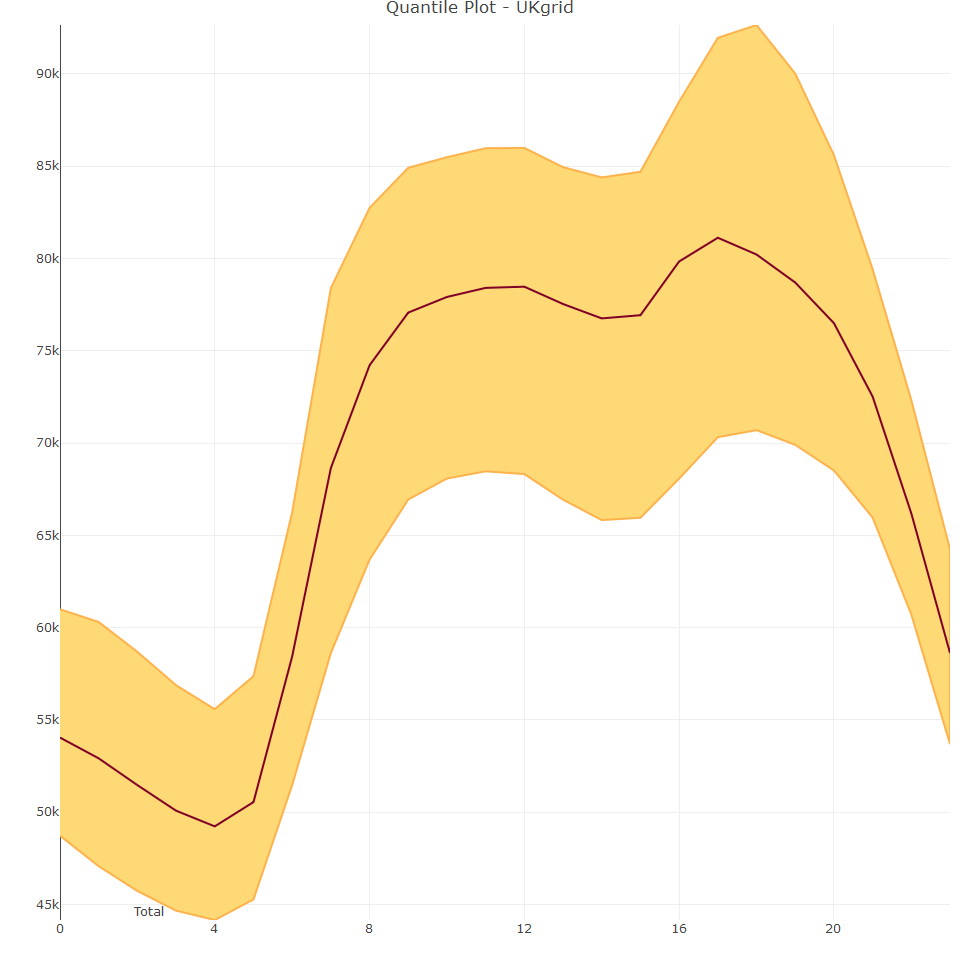 Quantile Plot - UKgrid
90k
85k
80k
75k
70k
65k
60k
55k
50k
45k
Total
0 4 8 12 16 20